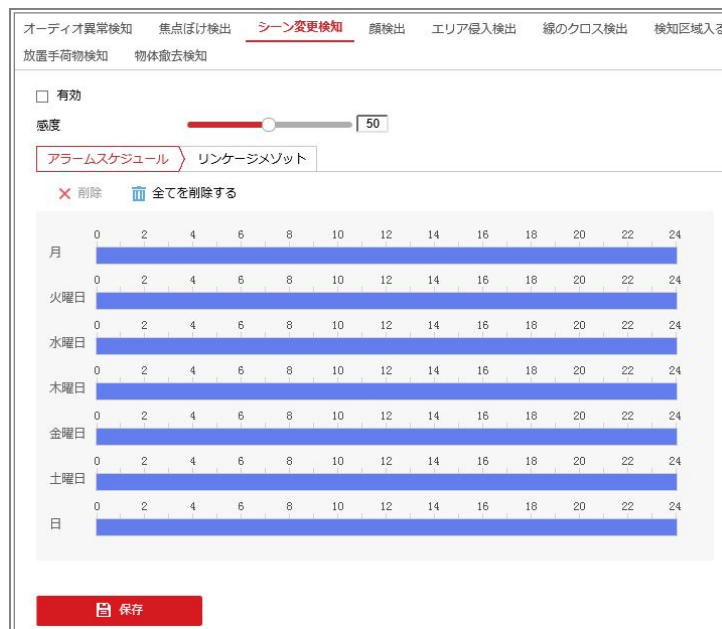 オーディオ異常検知 焦点ぼけ検出 シーン変更検知 顔検出 エリア侵入検出 線のクロス検出 検知区域入る
放置手荷物検知 物体撤去検知
有効
感度 50
アラームスケジュール リンケージメゾット
削除 全てを削除する
0 2 4 6 8 10 12 14 16 18 20 22 24
月
0 2 4 6 8 10 12 14 16 18 20 22 24
火曜日
0 2 4 6 8 10 12 14 16 18 20 22 24
水曜日
0 2 4 6 8 10 12 14 16 18 20 22 24
木曜日
0 2 4 6 8 10 12 14 16 18 20 22 24
金曜日
0 2 4 6 8 10 12 14 16 18 20 22 24
土曜日
0 2 4 6 8 10 12 14 16 18 20 22 24
日
保存